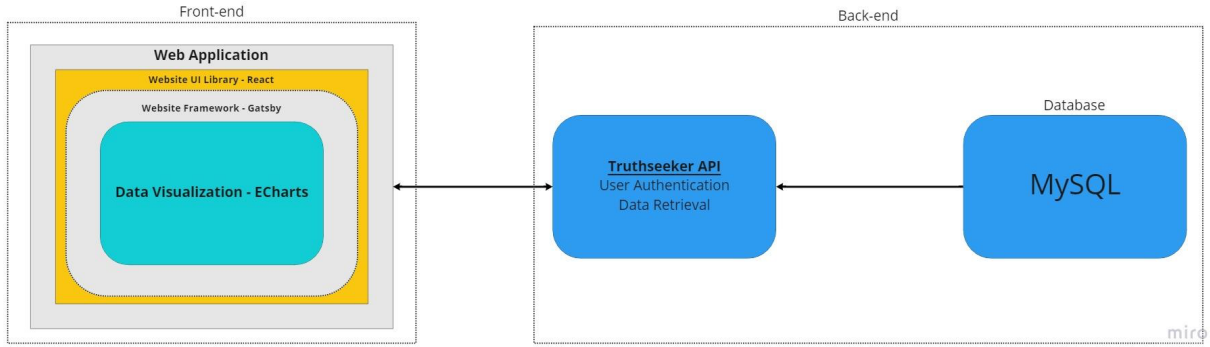 Front-end
Web Application
Website UI Library - React
Website Framework - Gatsby
Data Visualization - ECharts
Back-end
Truthseeker API
User Authentication
Data Retrieval
Database
MySQL
miro